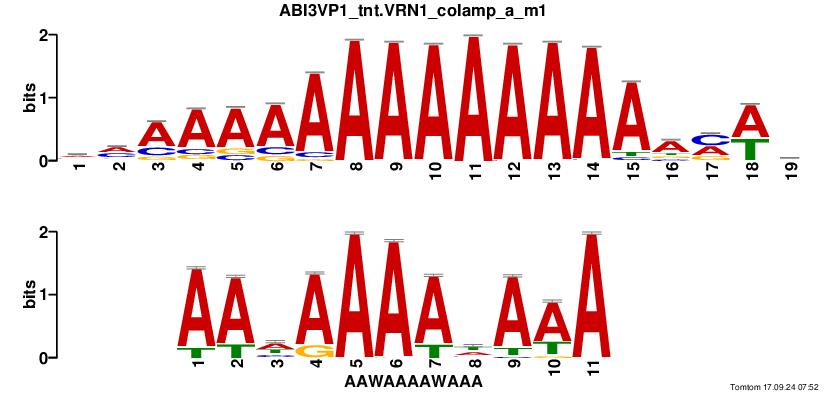 ABI3VP1_tnt.VRN1_colamp_a_m1
2
1
0
bits
1 2 3 4 5 6 7 8 9 10 11 12 13 14 15 16 17 18 19
2
1
0
bits
1 2 3 4 5 6 7 8 9 10 11
AAWAAAAWAAA
Tomtom 17.09.24 07:52